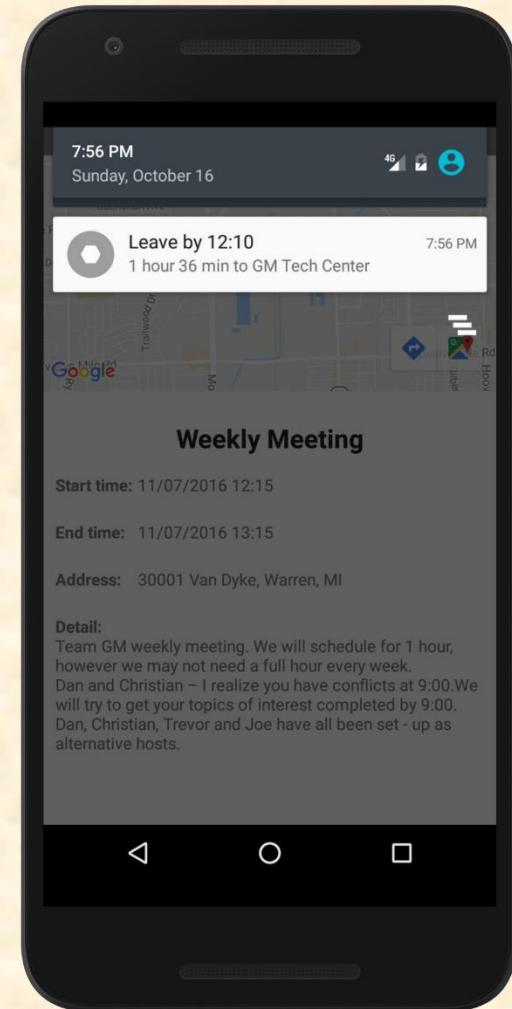 7:56 PM
Sunday, October 16
4G
Leave by 12:10
7:56 PM
1 hour 36 min to GM Tech Center
Trailwood Dr
Google
Rd
Weekly Meeting
Start time: 11/07/2016 12:15
End time: 11/07/2016 13:15
Address: 30001 Van Dyke, Warren, MI
Detail:
Team GM weekly meeting. We will schedule for 1 hour,
however we may not need a full hour every week.
Dan and Christian – I realize you have conflicts at 9:00.We
will try to get your topics of interest completed by 9:00.
Dan, Christian, Trevor and Joe have all been set - up as
alternative hosts.